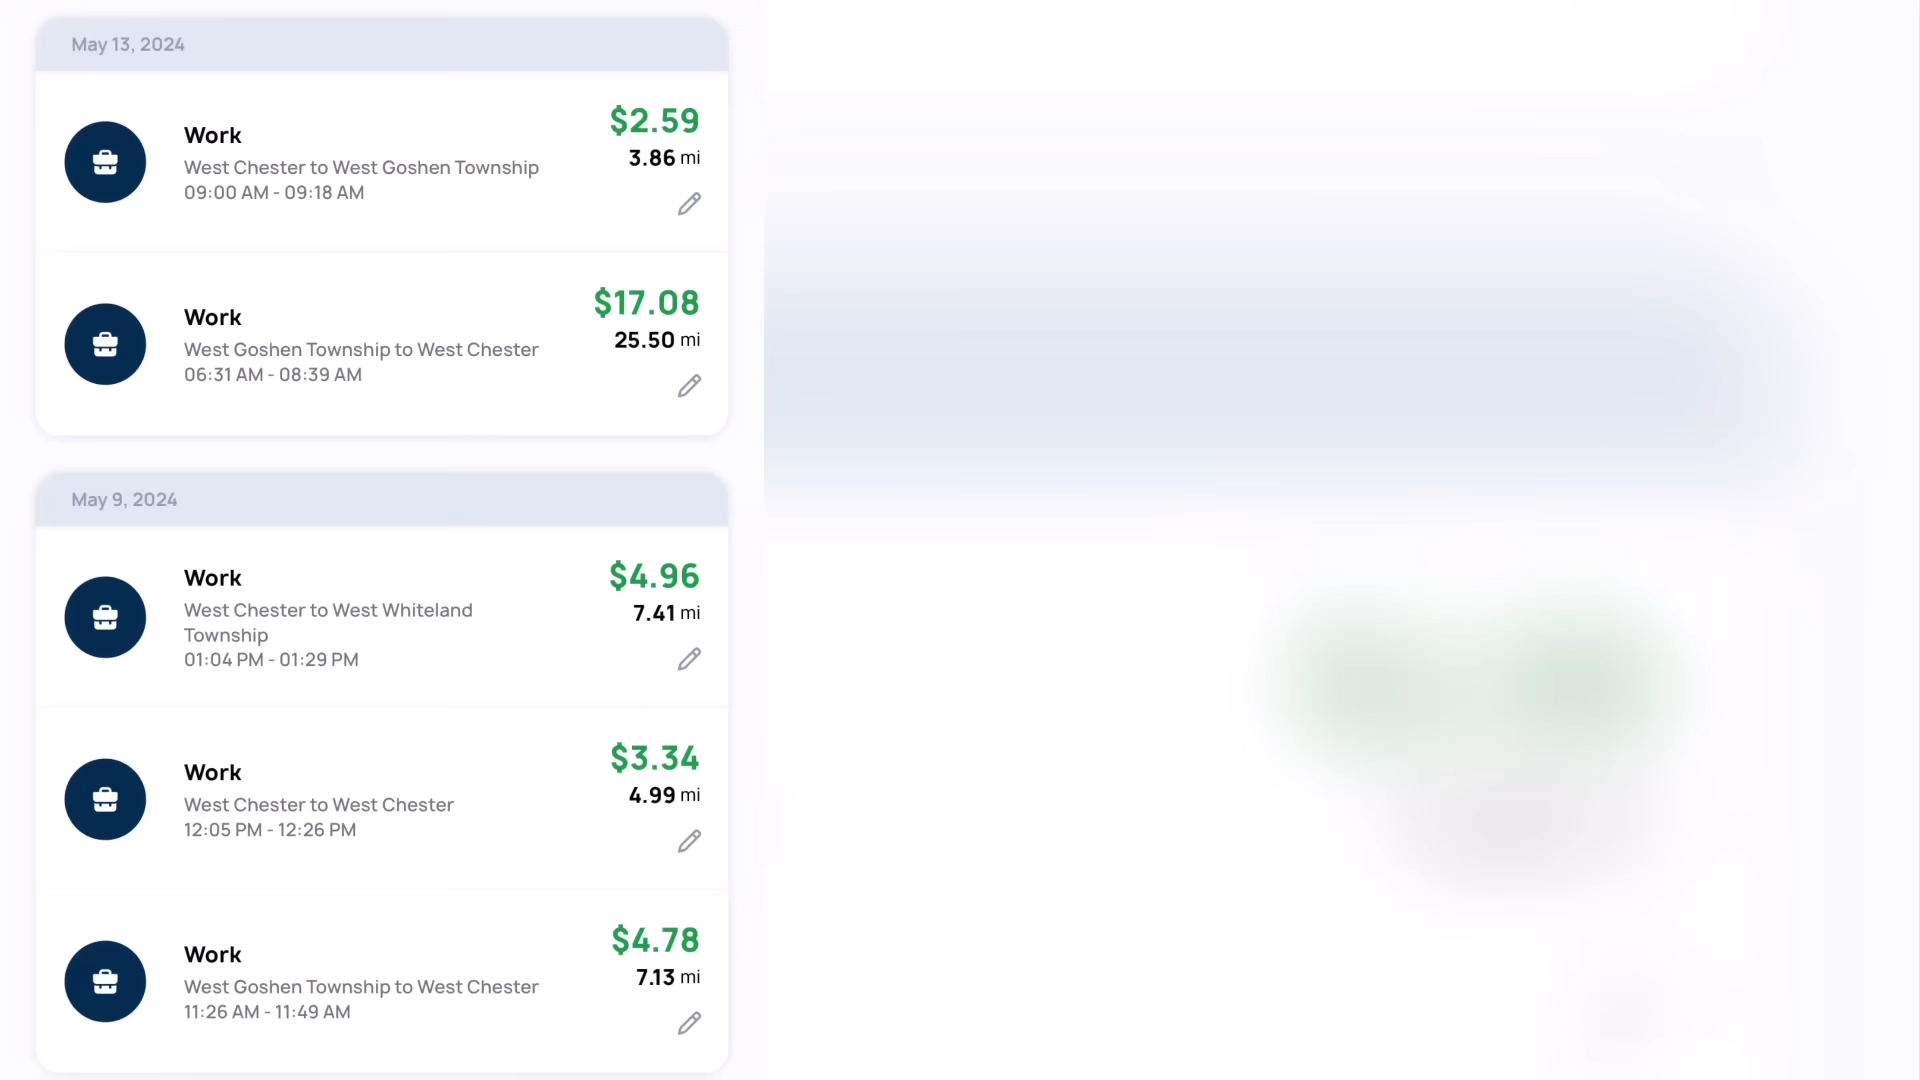 May 13, 2024
Work
West Chester to West Goshen Township
09:00 AM - 09:18 AM
$2.59
3.86 mi
Work
West Goshen Township to West Chester
06:31 AM - 08:39 AM
$17.08
25.50 mi
May 9, 2024
Work
West Chester to West Whiteland
Township
01:04 PM - 01:29 PM
$4.96
7.41 mi
Work
West Chester to West Chester
12:05 PM - 12:26 PM
$3.34
4.99 mi
Work
West Goshen Township to West Chester
11:26 AM - 11:49 AM
$4.78
7.13 mi